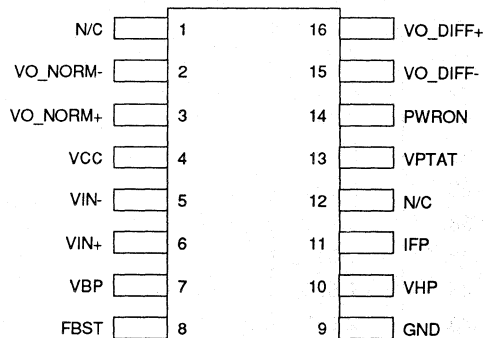 N/C 1 16 VO_DIFF+
VO_NORM- 2 15 VO_DIFF-
VO_NORM+ 3 14 PWRON
VCC 4 13 VPTAT
VIN- 5 12 N/C
VIN+ 6 11 IFP
VBP 7 10 VHP
FBST 8 9 GND